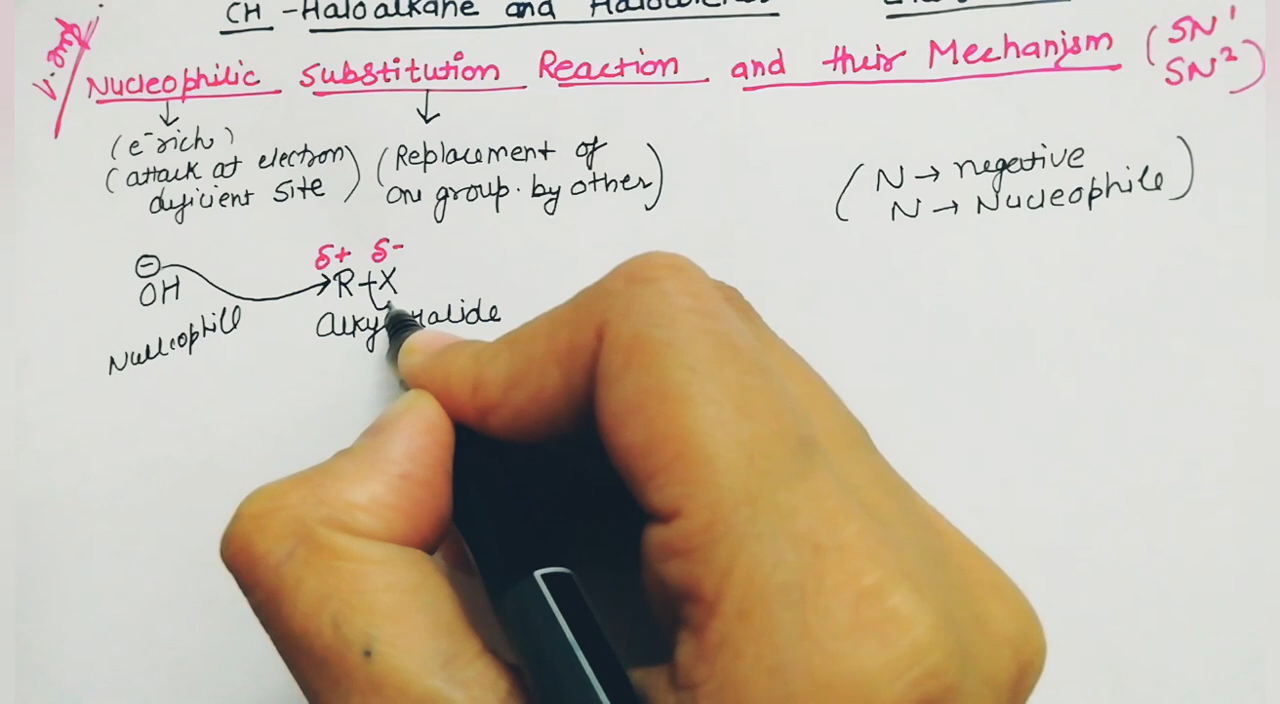 CH - Haloalkane and
V. Imp
Nucleophilic Substitution Reaction and their Mechanism (SN1
SN2)
(e- rich)
(attack at electron
deficient site)
(Replacement of
one group. by other)
(N → negative
N → Nucleophile)
⊖
OH
δ+ δ-
R + X
Nucleophile
Alkyl Halide